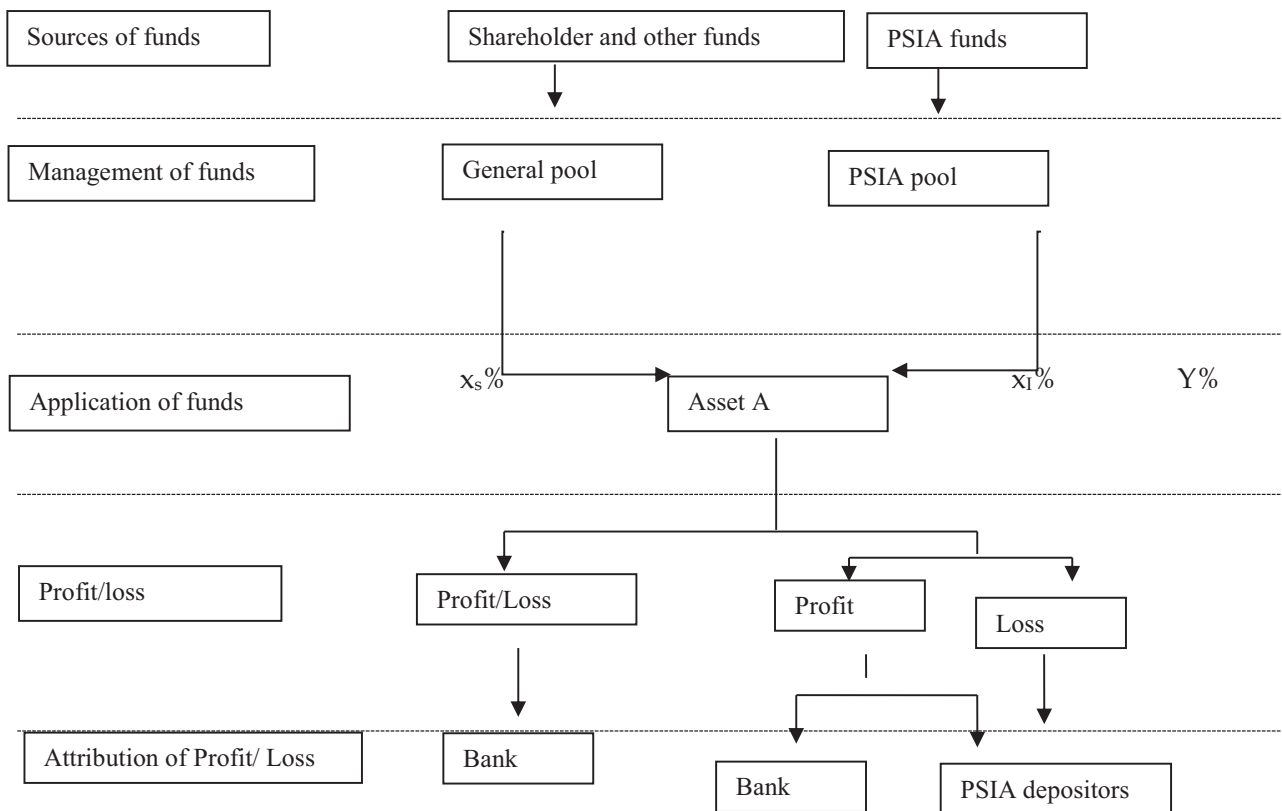 Sources of funds
Shareholder and other funds
PSIA funds
Management of funds
General pool
PSIA pool
xs%
xI%
Y%
Application of funds
Asset A
Profit/loss
Profit/Loss
Profit
Loss
Attribution of Profit/ Loss
Bank
Bank
PSIA depositors